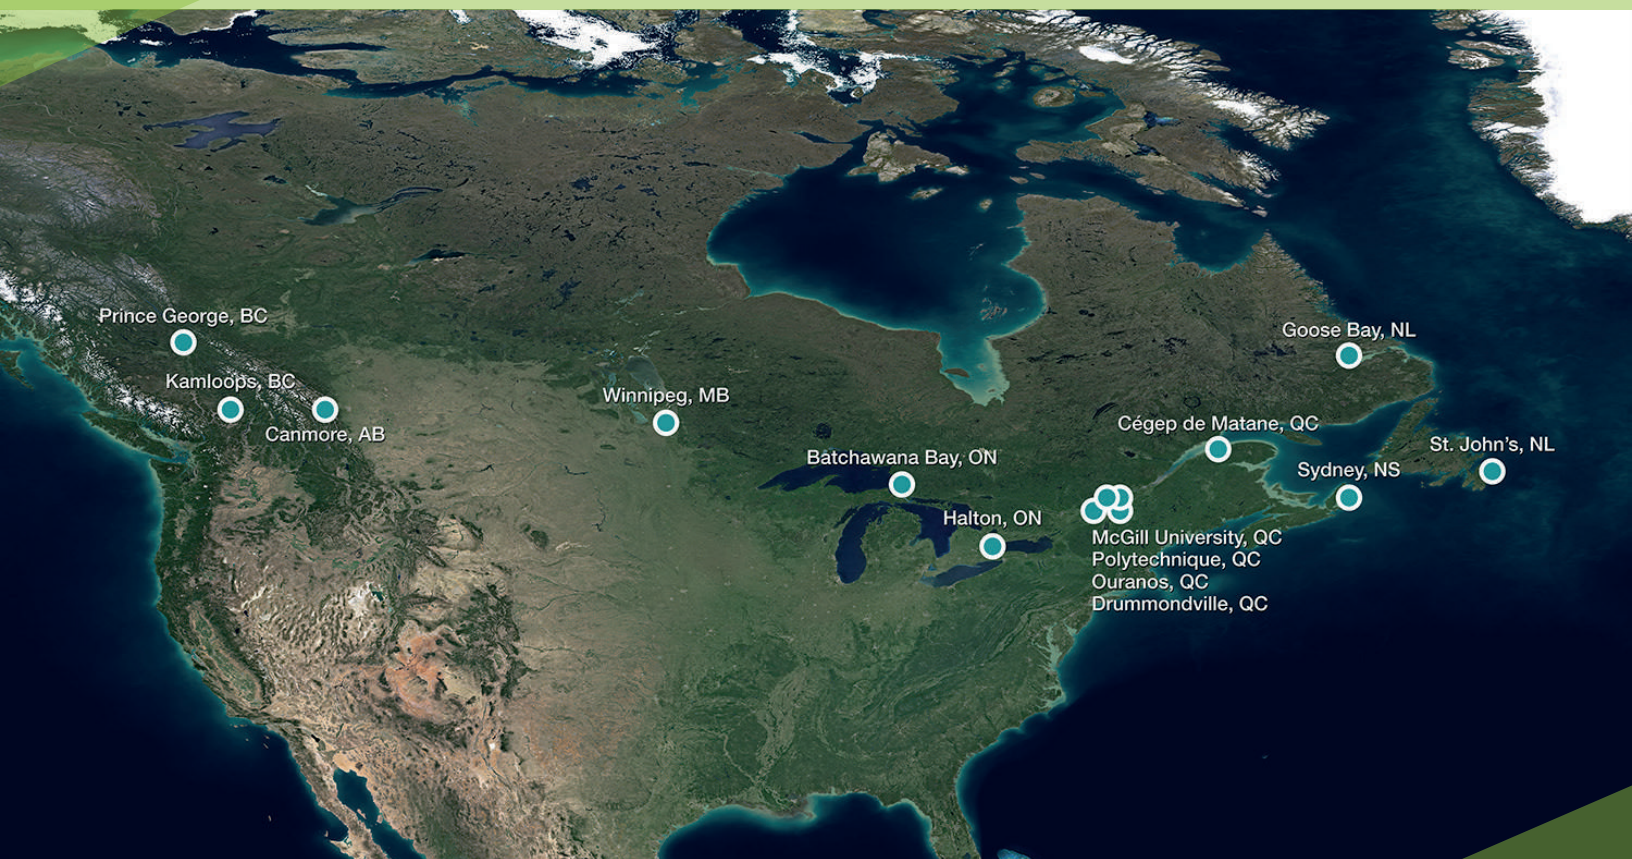 Prince George, BC
Goose Bay, NL
Kamloops, BC
Winnipeg, MB
Cégep de Matane, QC
Canmore, AB
St. John's, NL
Batchawana Bay, ON
Sydney, NS
Halton, ON
McGill University, QC
Polytechnique, QC
Ouranos, QC
Drummondville, QC